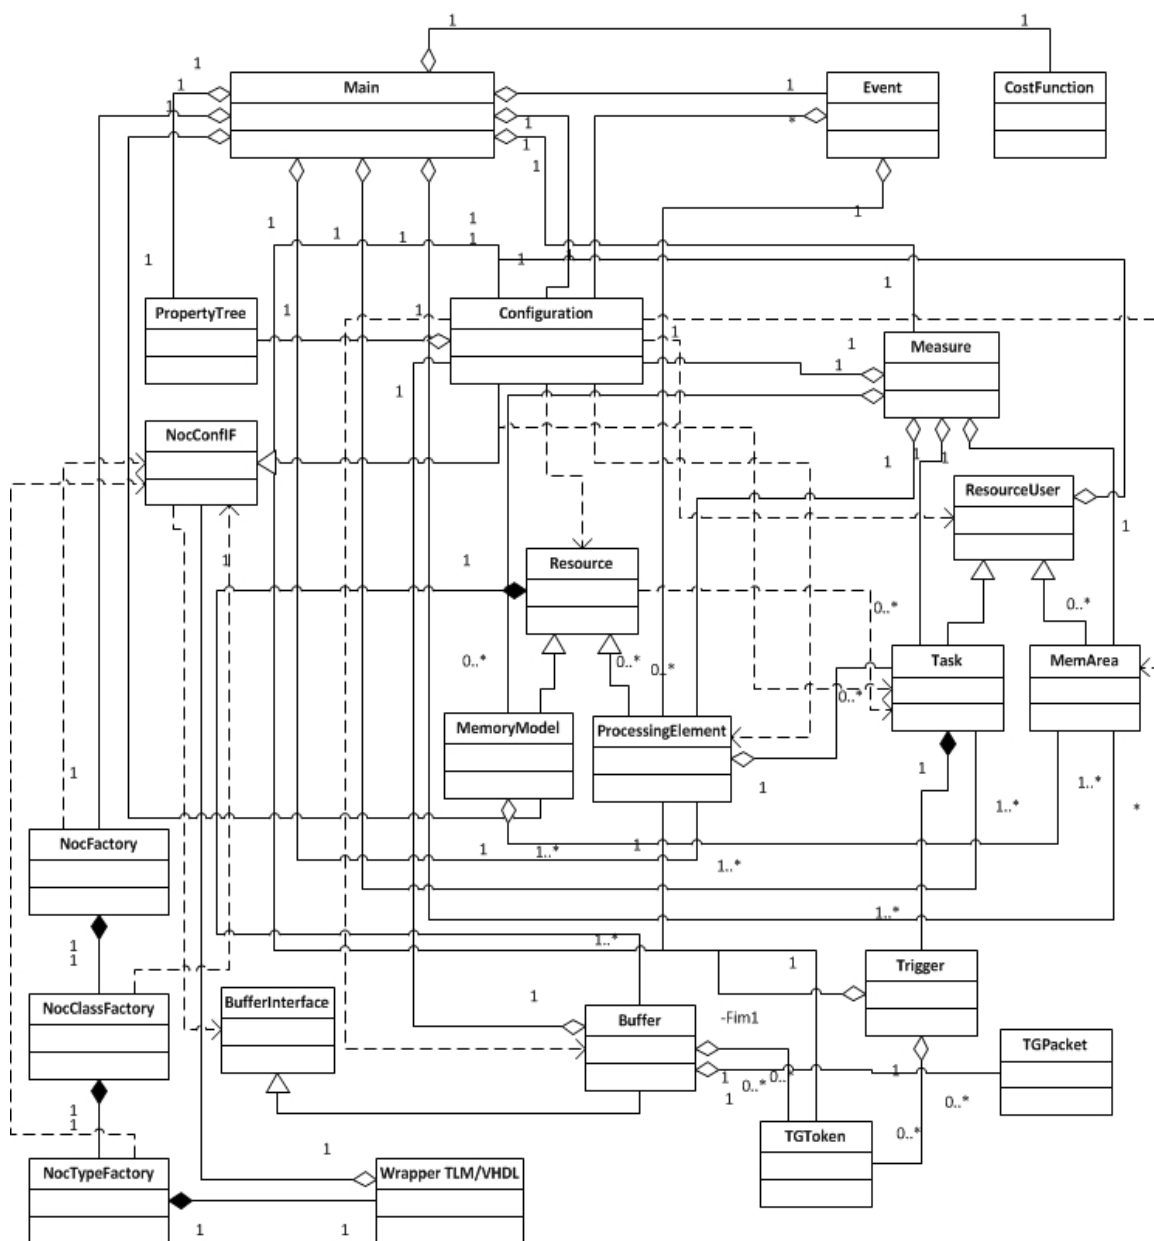 1 1
1
Main Event CostFunction
1 1
1 1
*
1
1
1
1 1
1 1 1 1
1 1 1
PropertyTree Configuration
1 1 1
Measure
1 1
1
NocConfIF
1 1 1
ResourceUser
1
1 1 Resource
0..* 0..*
0..* 0..* 0..* Task MemArea
0..*
MemoryModel ProcessingElement
1 1 1 1..*
1..* *
NocFactory
1 1..* 1 1..*
1..*
1 1..*
1 1 Trigger
NocClassFactory BufferInterface 1
Buffer -Fim1
TGPacket
1 1 0..* 0..* 1
1 1 0..*
0..* TGToken
1
NocTypeFactory Wrapper TLM/VHDL
1 1